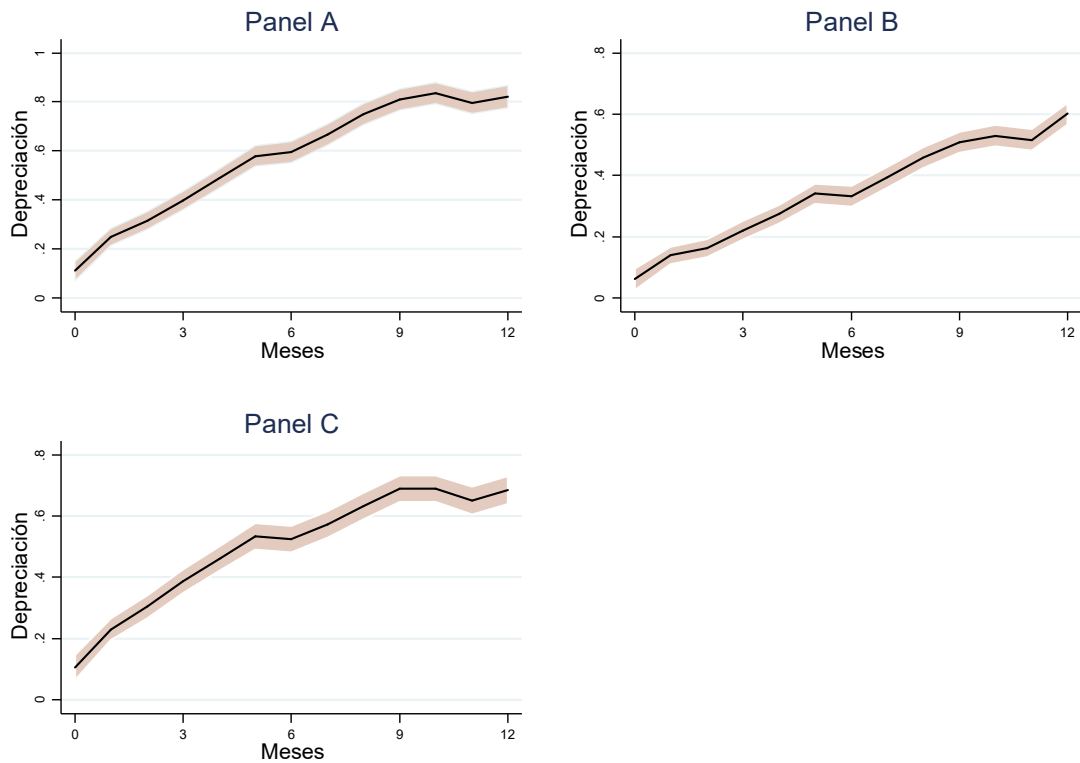 Panel A
Depreciación
1
.8
.6
.4
.2
0
0 3 6 9 12
Meses
Panel B
Depreciación
.8
.6
.4
.2
0
0 3 6 9 12
Meses
Panel C
Depreciación
.8
.6
.4
.2
0
0 3 6 9 12
Meses